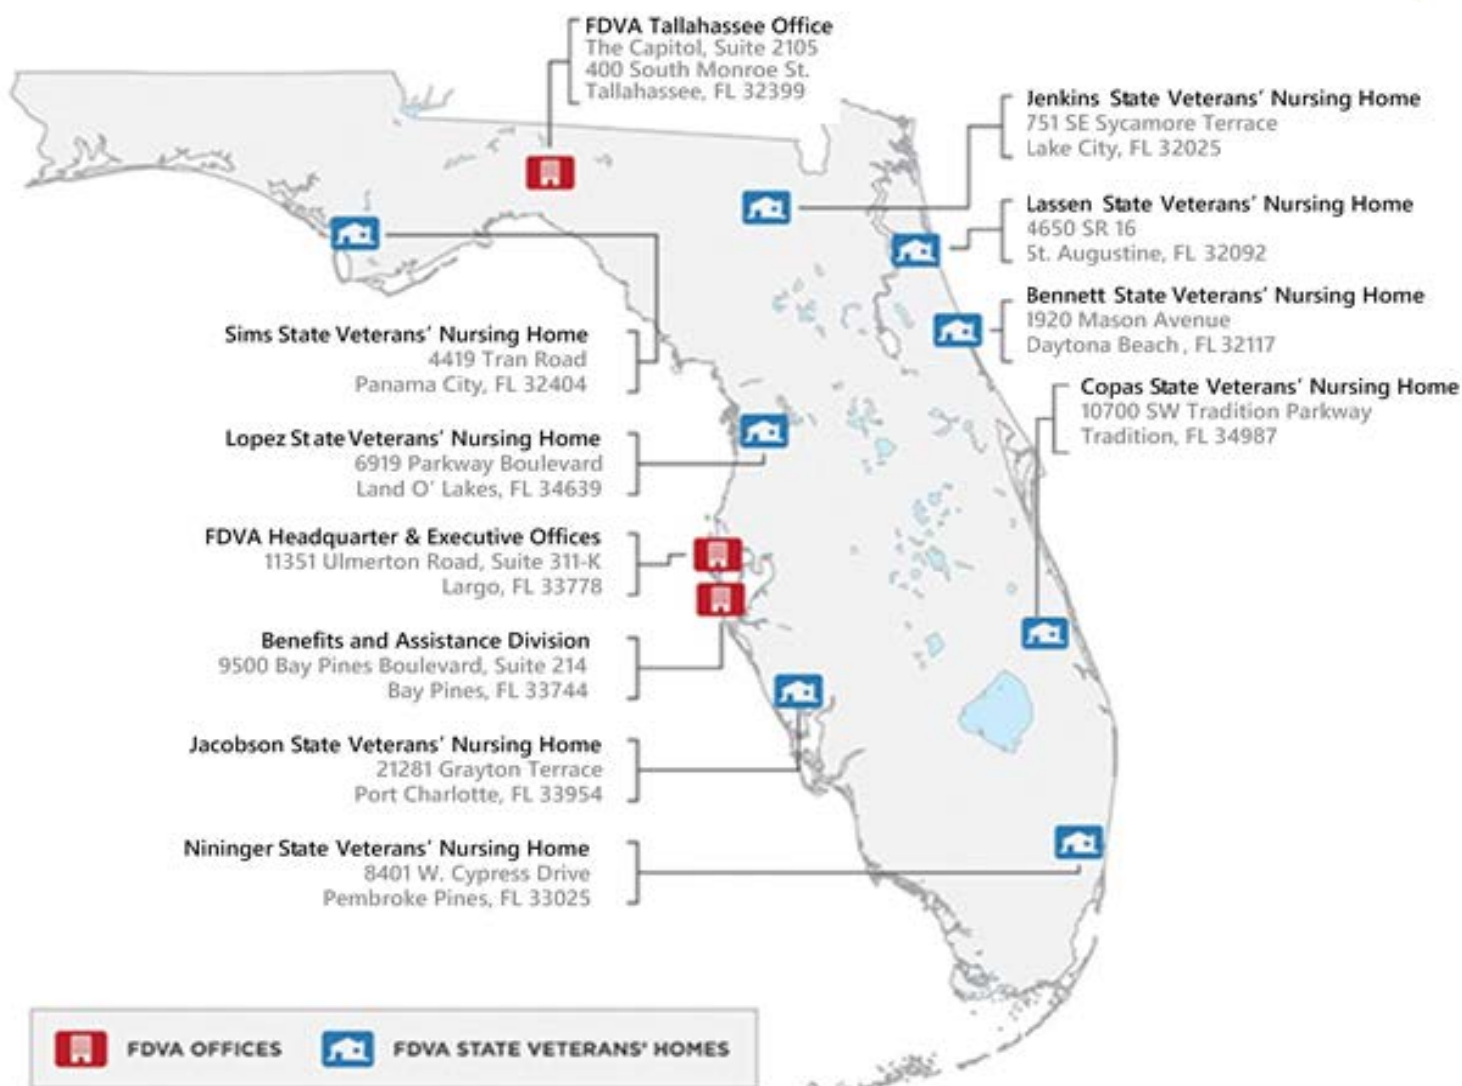 FDVA Tallahassee Office
The Capitol, Suite 2105
400 South Monroe St.
Tallahassee, FL 32399
Jenkins State Veterans' Nursing Home
751 SE Sycamore Terrace
Lake City, FL 32025
Lassen State Veterans' Nursing Home
4650 SR 16
St. Augustine, FL 32092
Bennett State Veterans' Nursing Home
1920 Mason Avenue
Daytona Beach, FL 32117
Copas State Veterans' Nursing Home
10700 SW Tradition Parkway
Tradition, FL 34987
Sims State Veterans' Nursing Home
4419 Tran Road
Panama City, FL 32404
Lopez State Veterans' Nursing Home
6919 Parkway Boulevard
Land O' Lakes, FL 34639
FDVA Headquarter & Executive Offices
11351 Ulmerton Road, Suite 311-K
Largo, FL 33778
Benefits and Assistance Division
9500 Bay Pines Boulevard, Suite 214
Bay Pines, FL 33744
Jacobson State Veterans' Nursing Home
21281 Grayton Terrace
Port Charlotte, FL 33954
Nininger State Veterans' Nursing Home
8401 W. Cypress Drive
Pembroke Pines, FL 33025
FDVA OFFICES
FDVA STATE VETERANS' HOMES